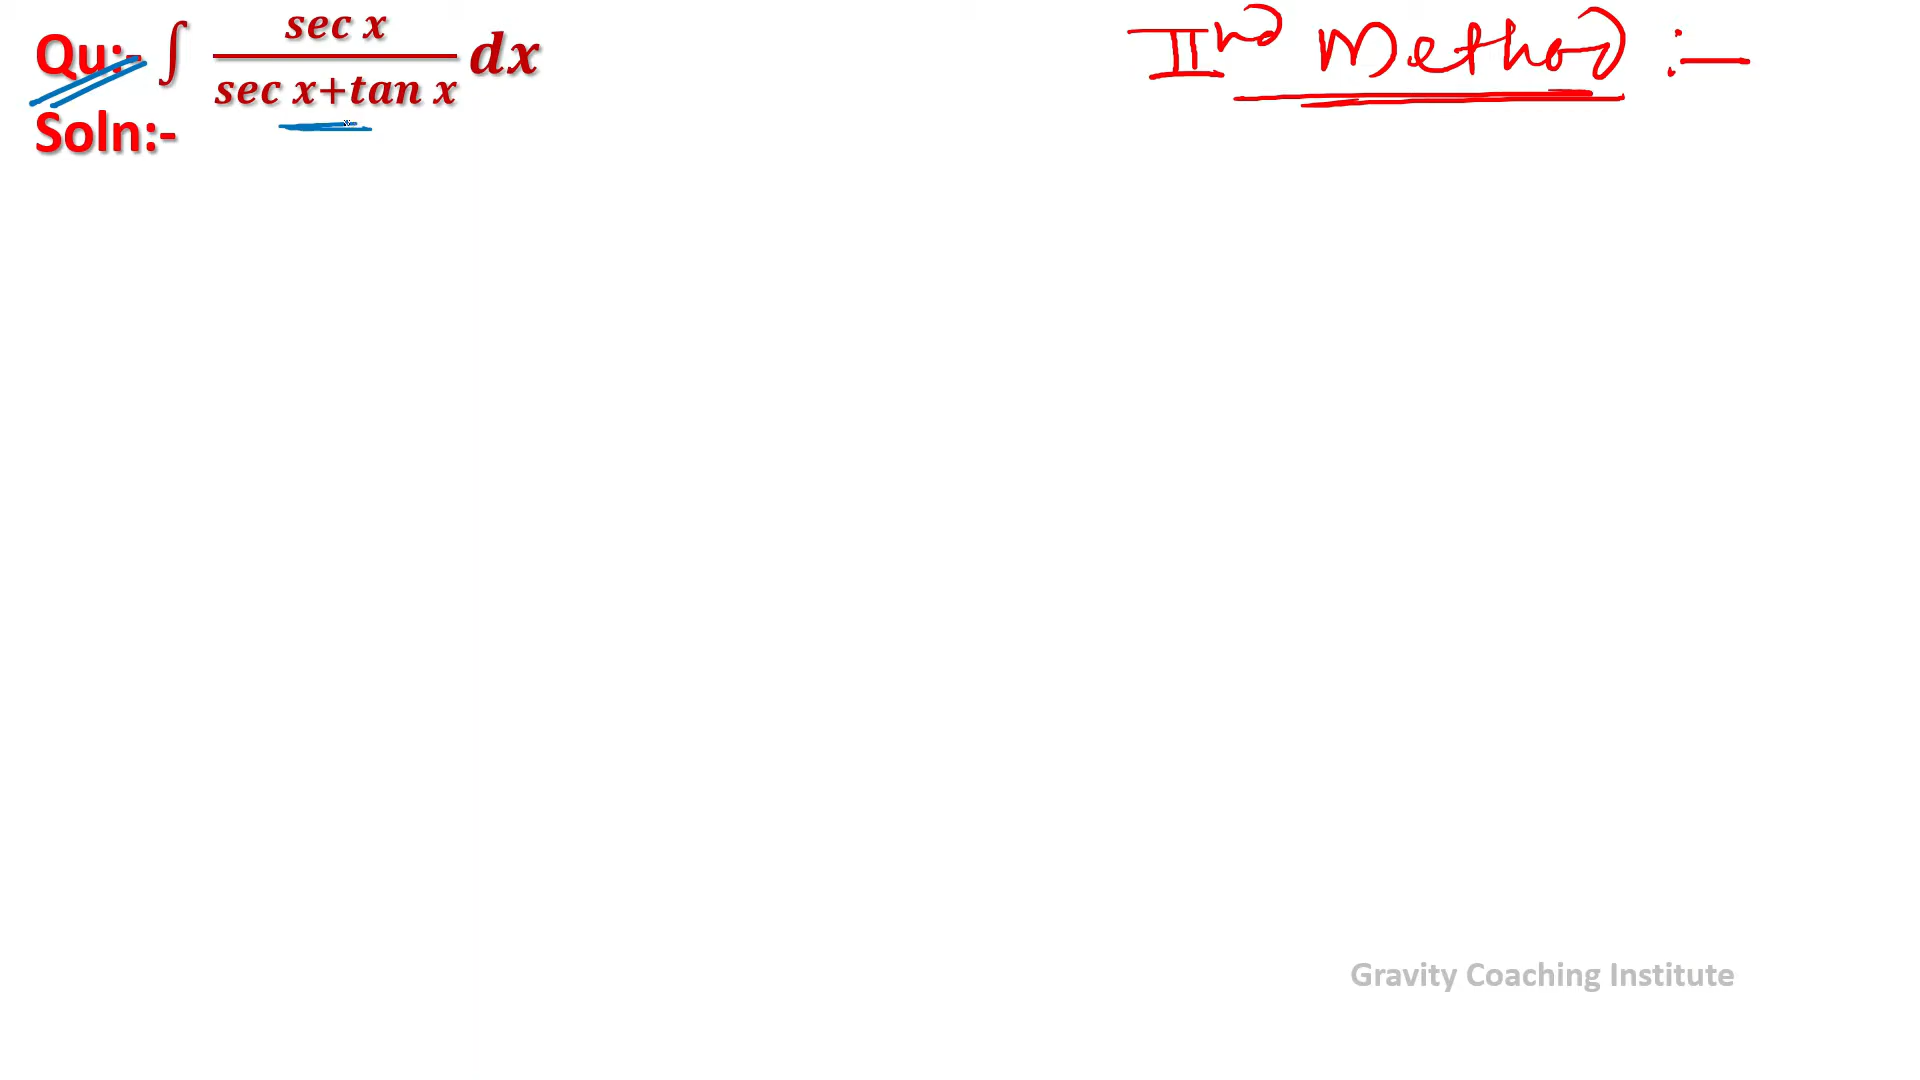 Qu:- ∫ sec x / sec x+tan x dx
IInd Method :-
Soln:-
Gravity Coaching Institute